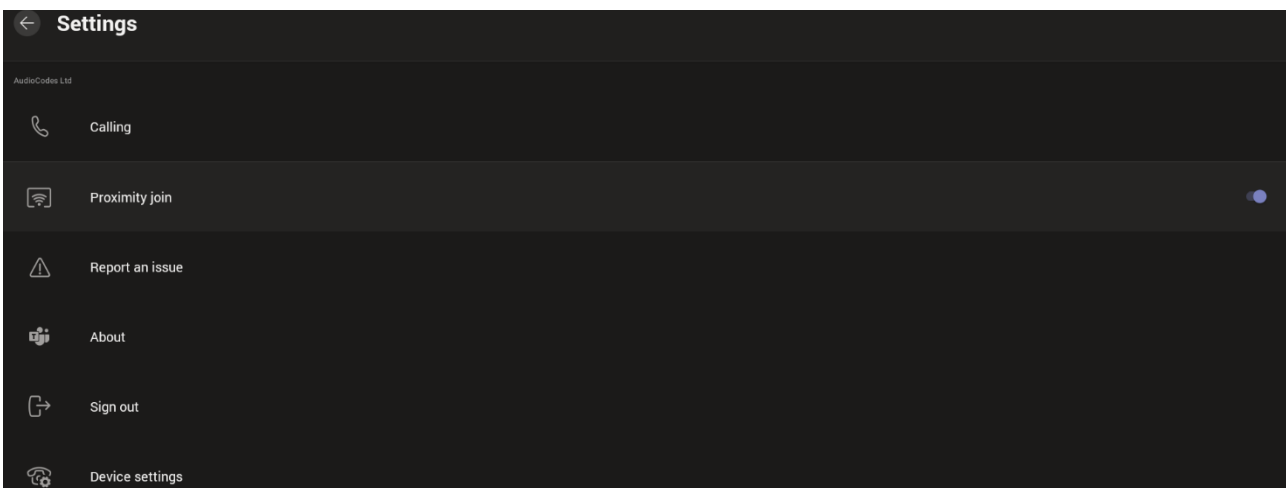 Settings
AudioCodes Ltd
Calling
Proximity join
Report an issue
About
Sign out
Device settings